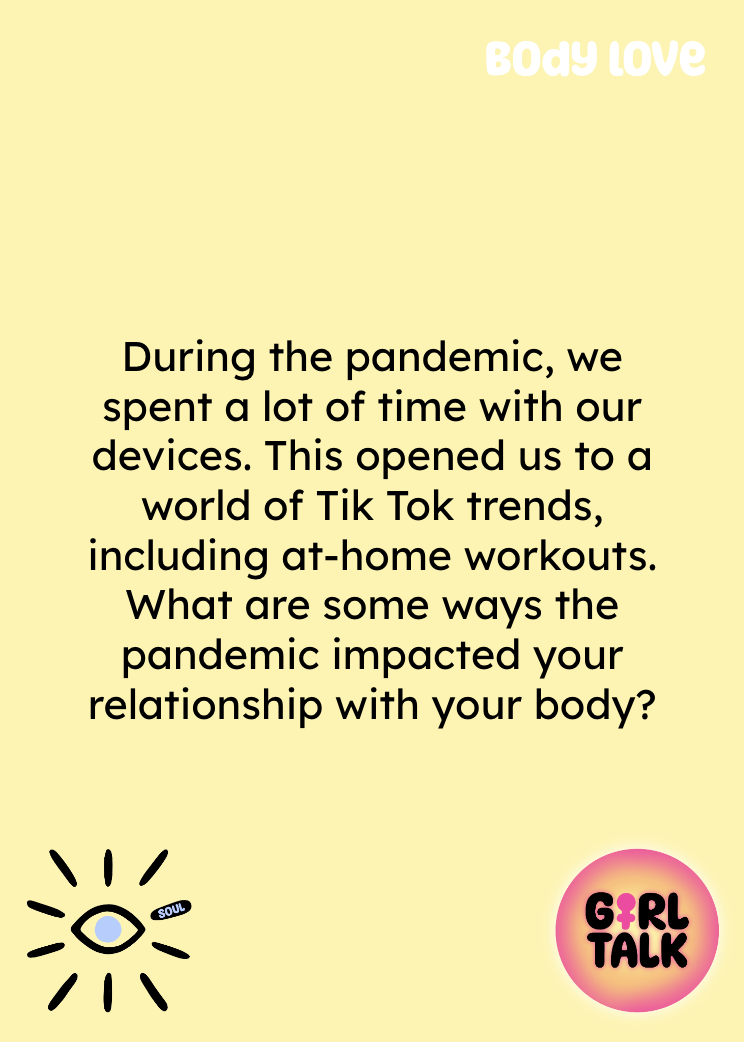 BODY LOVE
During the pandemic, we
spent a lot of time with our
devices. This opened us to a
world of Tik Tok trends,
including at-home workouts.
What are some ways the
pandemic impacted your
relationship with your body?
SOUL
GIRL
TALK